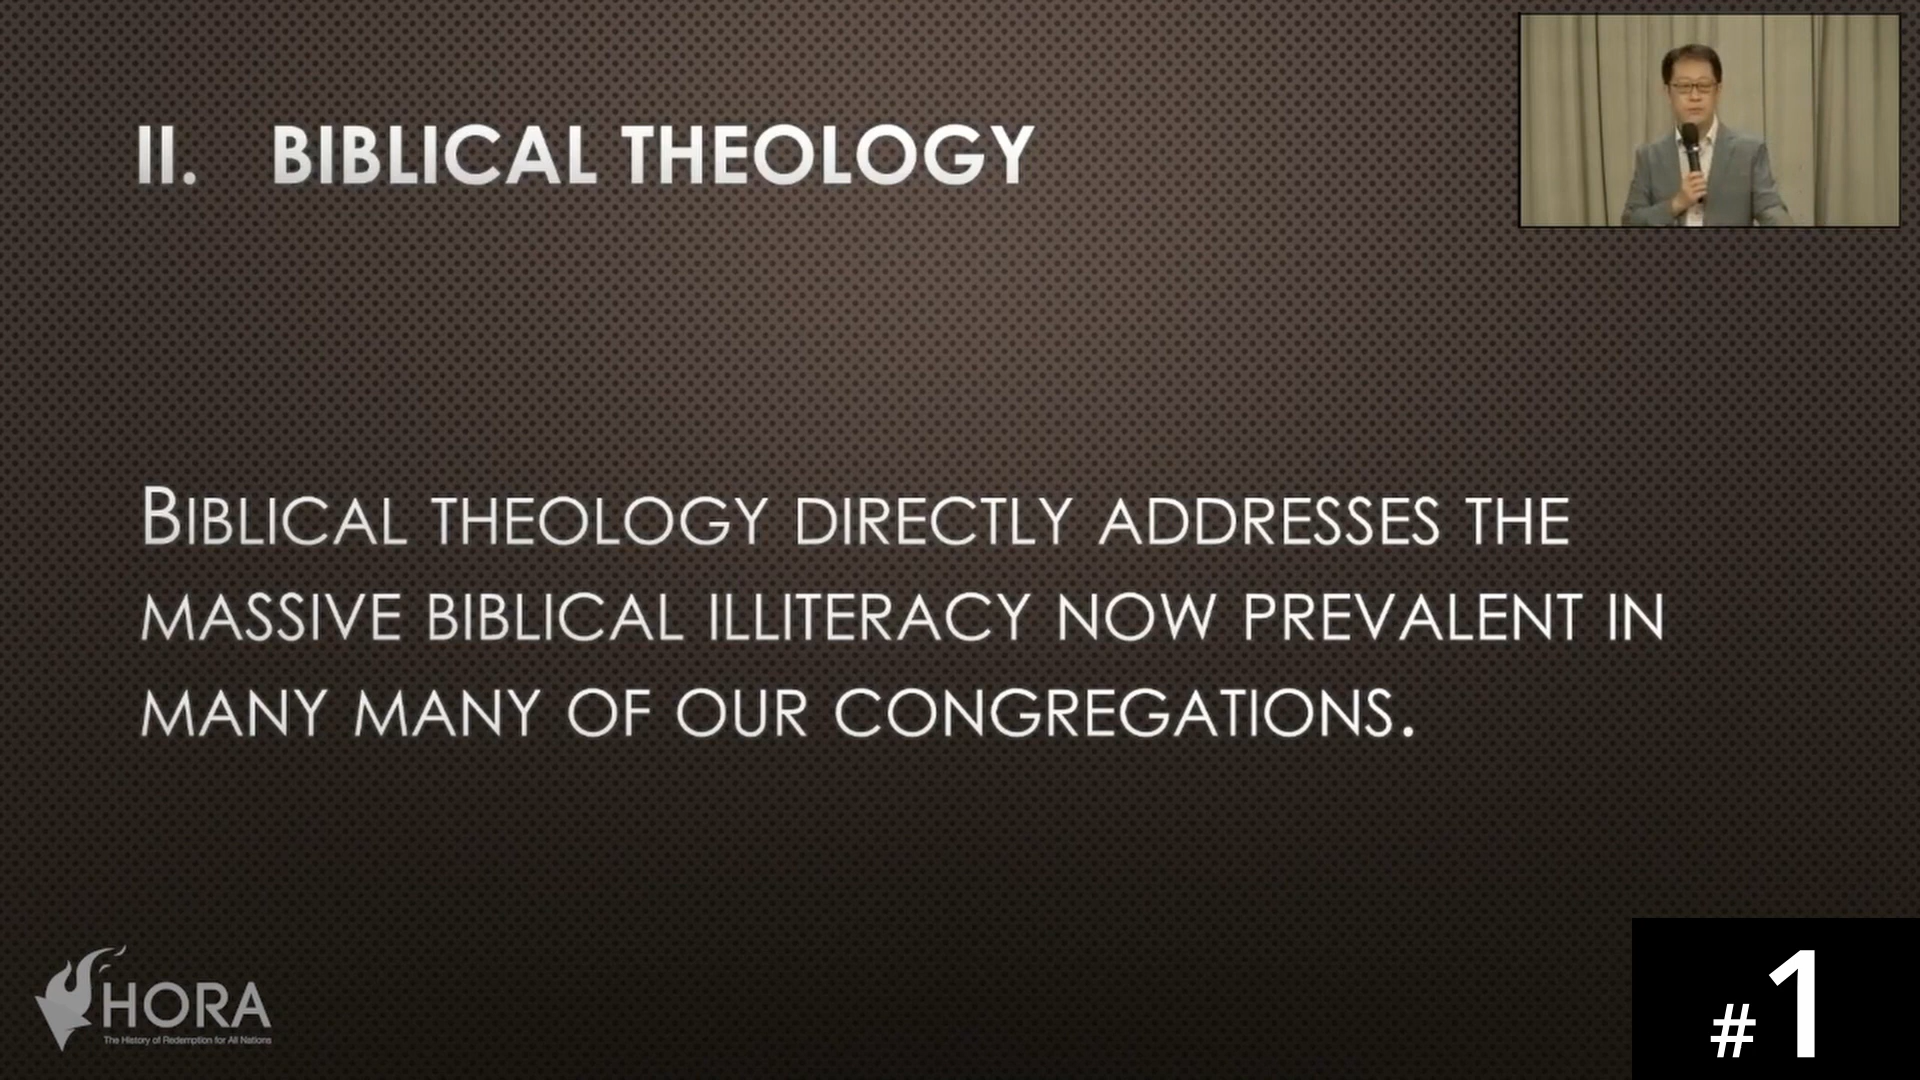 II. BIBLICAL THEOLOGY
BIBLICAL THEOLOGY DIRECTLY ADDRESSES THE
MASSIVE BIBLICAL ILLITERACY NOW PREVALENT IN
MANY MANY OF OUR CONGREGATIONS.
HORA
The History of Redemption for All Nations
#1